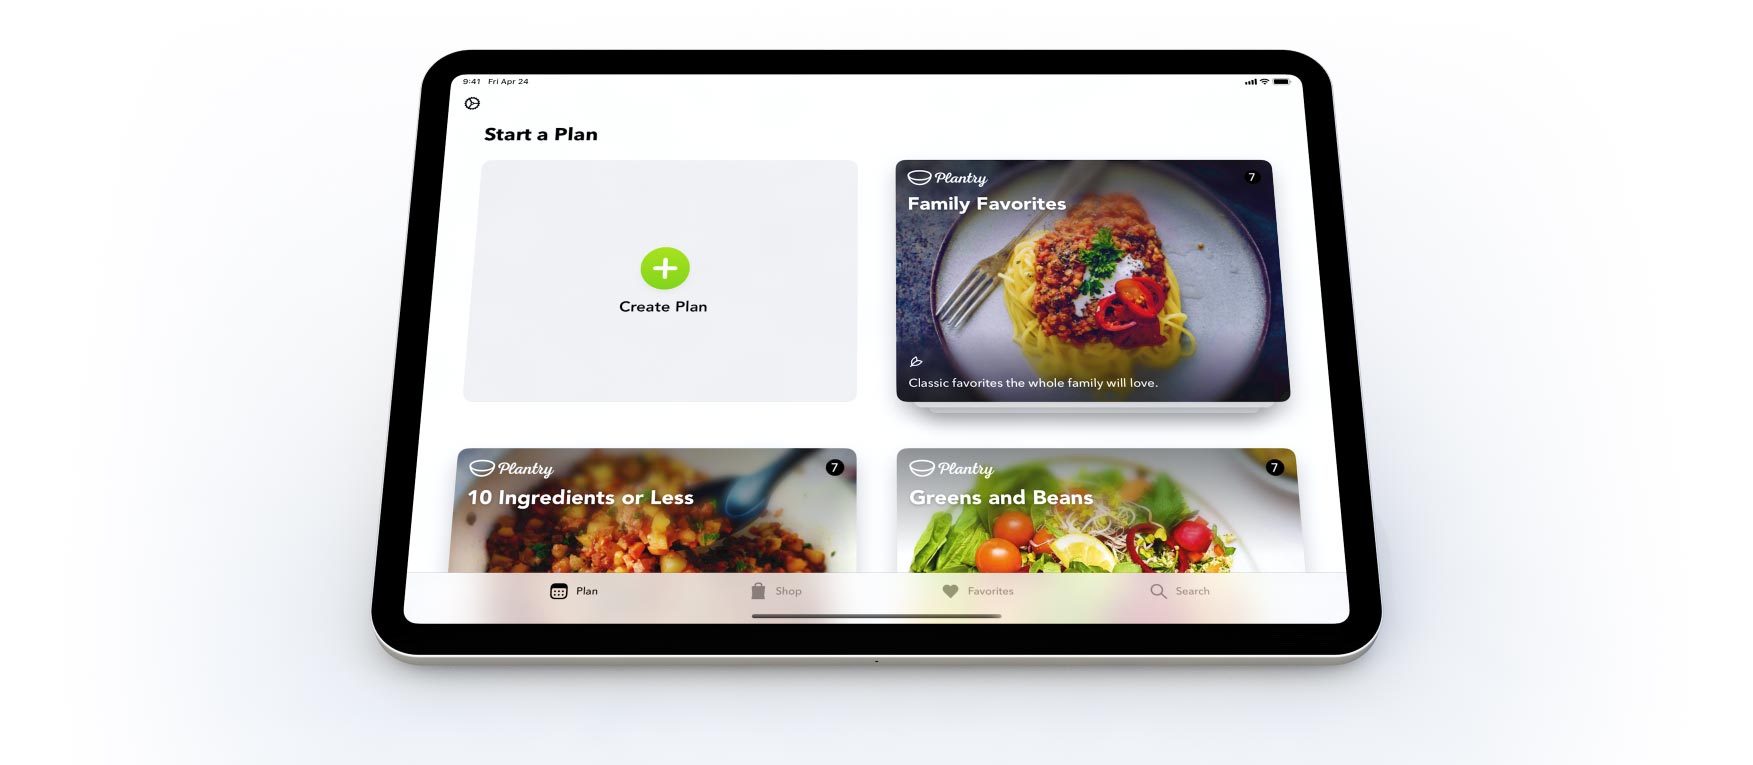 9:41 Fri Apr 24
Start a Plan
Create Plan
Plantry
7
Family Favorites
Classic favorites the whole family will love.
Plantry
7
10 Ingredients or Less
Plantry
7
Greens and Beans
Plan
Shop
Favorites
Search